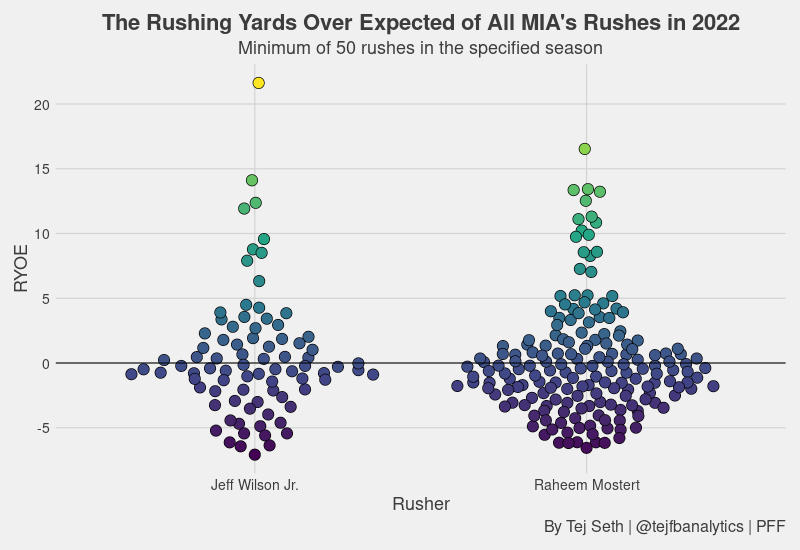 The Rushing Yards Over Expected of All MIA's Rushes in 2022
Minimum of 50 rushes in the specified season
20
15
10
5
0
-5
RYOE
Jeff Wilson Jr.
Raheem Mostert
Rusher
By Tej Seth | @tejfbanalytics | PFF